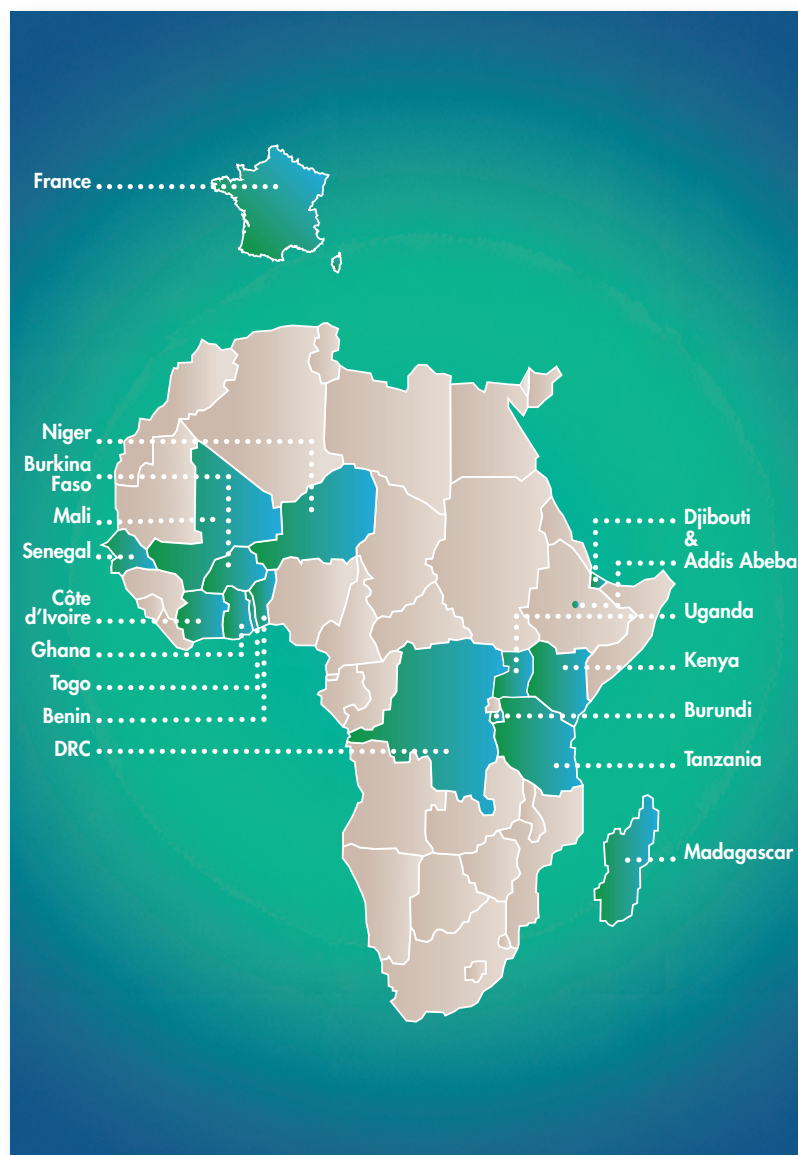 France
Niger
Burkina
Faso
Mali
Senegal
Côte
d'Ivoire
Ghana
Togo
Benin
DRC
Djibouti
&
Addis Abeba
Uganda
Kenya
Burundi
Tanzania
Madagascar